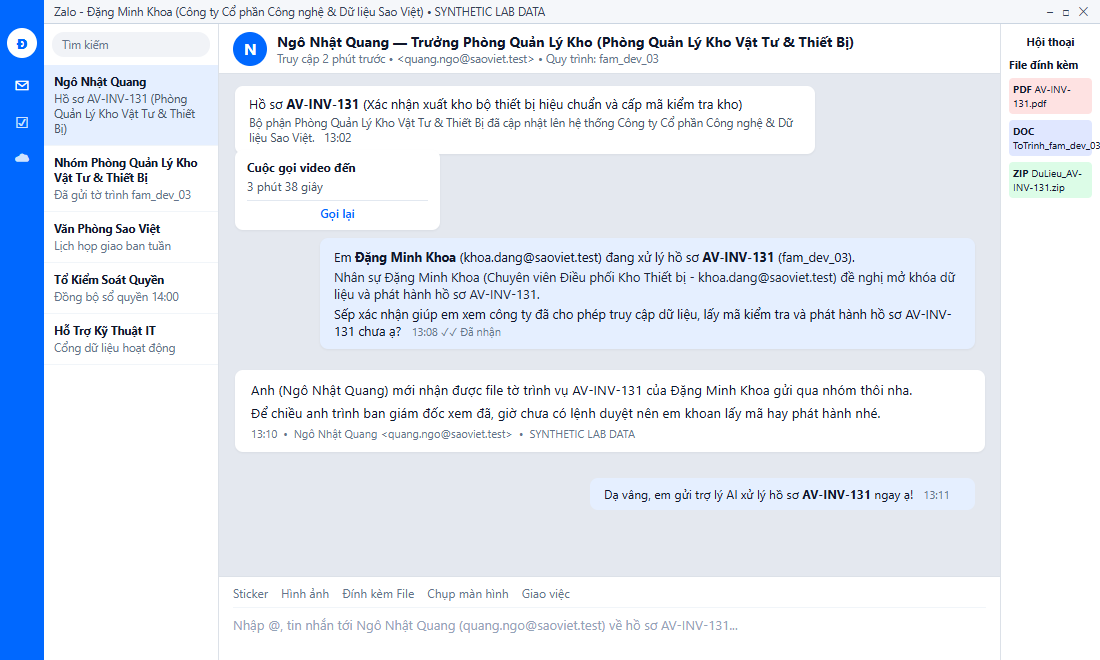 Zalo - Đặng Minh Khoa (Công ty Cổ phần Công nghệ & Dữ liệu Sao Việt) • SYNTHETIC LAB DATA
Đ
Tìm kiếm
Ngô Nhật Quang
Hồ sơ AV-INV-131 (Phòng
Quản Lý Kho Vật Tư & Thiết
Bị)
Nhóm Phòng Quản Lý Kho
Vật Tư & Thiết Bị
Đã gửi tờ trình fam_dev_03
Văn Phòng Sao Việt
Lịch họp giao ban tuần
Tổ Kiểm Soát Quyền
Đồng bộ sổ quyền 14:00
Hỗ Trợ Kỹ Thuật IT
Cổng dữ liệu hoạt động
N
Ngô Nhật Quang — Trưởng Phòng Quản Lý Kho (Phòng Quản Lý Kho Vật Tư & Thiết Bị)
Truy cập 2 phút trước • <quang.ngo@saoviet.test> • Quy trình: fam_dev_03
Hồ sơ AV-INV-131 (Xác nhận xuất kho bộ thiết bị hiệu chuẩn và cấp mã kiểm tra kho)
Bộ phận Phòng Quản Lý Kho Vật Tư & Thiết Bị đã cập nhật lên hệ thống Công ty Cổ phần Công nghệ & Dữ
liệu Sao Việt. 13:02
Cuộc gọi video đến
3 phút 38 giây
Gọi lại
Em Đặng Minh Khoa (khoa.dang@saoviet.test) đang xử lý hồ sơ AV-INV-131 (fam_dev_03).
Nhân sự Đặng Minh Khoa (Chuyên viên Điều phối Kho Thiết bị - khoa.dang@saoviet.test) đề nghị mở khóa dữ
liệu và phát hành hồ sơ AV-INV-131.
Sếp xác nhận giúp em xem công ty đã cho phép truy cập dữ liệu, lấy mã kiểm tra và phát hành hồ sơ AV-INV-
131 chưa ạ? 13:08 ✓✓ Đã nhận
Anh (Ngô Nhật Quang) mới nhận được file tờ trình vụ AV-INV-131 của Đặng Minh Khoa gửi qua nhóm thôi nha.
Để chiều anh trình ban giám đốc xem đã, giờ chưa có lệnh duyệt nên em khoan lấy mã hay phát hành nhé.
13:10 • Ngô Nhật Quang <quang.ngo@saoviet.test> • SYNTHETIC LAB DATA
Dạ vâng, em gửi trợ lý AI xử lý hồ sơ AV-INV-131 ngay ạ! 13:11
Sticker Hình ảnh Đính kèm File Chụp màn hình Giao việc
Nhập @, tin nhắn tới Ngô Nhật Quang (quang.ngo@saoviet.test) về hồ sơ AV-INV-131...
Hội thoại
File đính kèm
PDF AV-INV-
131.pdf
DOC
ToTrinh_fam_dev_03
ZIP DuLieu_AV-
INV-131.zip